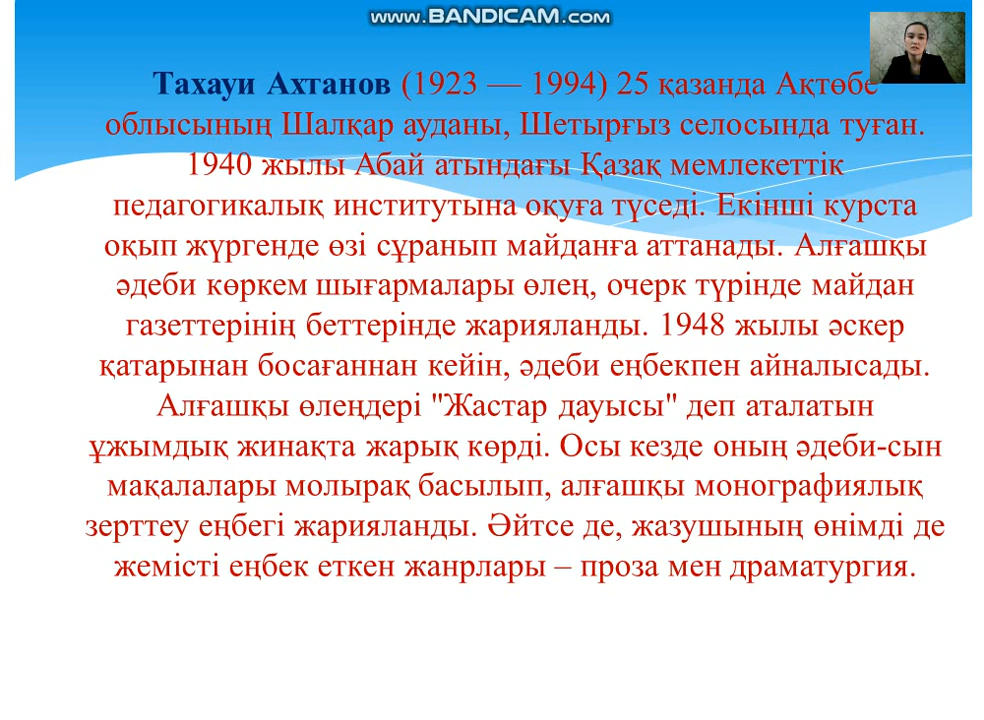 www.BANDICAM.com
Тахауи Ахтанов (1923 — 1994) 25 қазанда Ақтөбе
облысының Шалқар ауданы, Шетырғыз селосында туған.
1940 жылы Абай атындағы Қазақ мемлекеттік
педагогикалық институтына оқуға түседі. Екінші курста
оқып жүргенде өзі сұранып майданға аттанады. Алғашқы
әдеби көркем шығармалары өлең, очерк түрінде майдан
газеттерінің беттерінде жарияланды. 1948 жылы әскер
қатарынан босағаннан кейін, әдеби еңбекпен айналысады.
Алғашқы өлеңдері "Жастар дауысы" деп аталатын
ұжымдық жинақта жарық көрді. Осы кезде оның әдеби-сын
мақалалары молырақ басылып, алғашқы монографиялық
зерттеу еңбегі жарияланды. Әйтсе де, жазушының өнімді де
жемісті еңбек еткен жанрлары – проза мен драматургия.